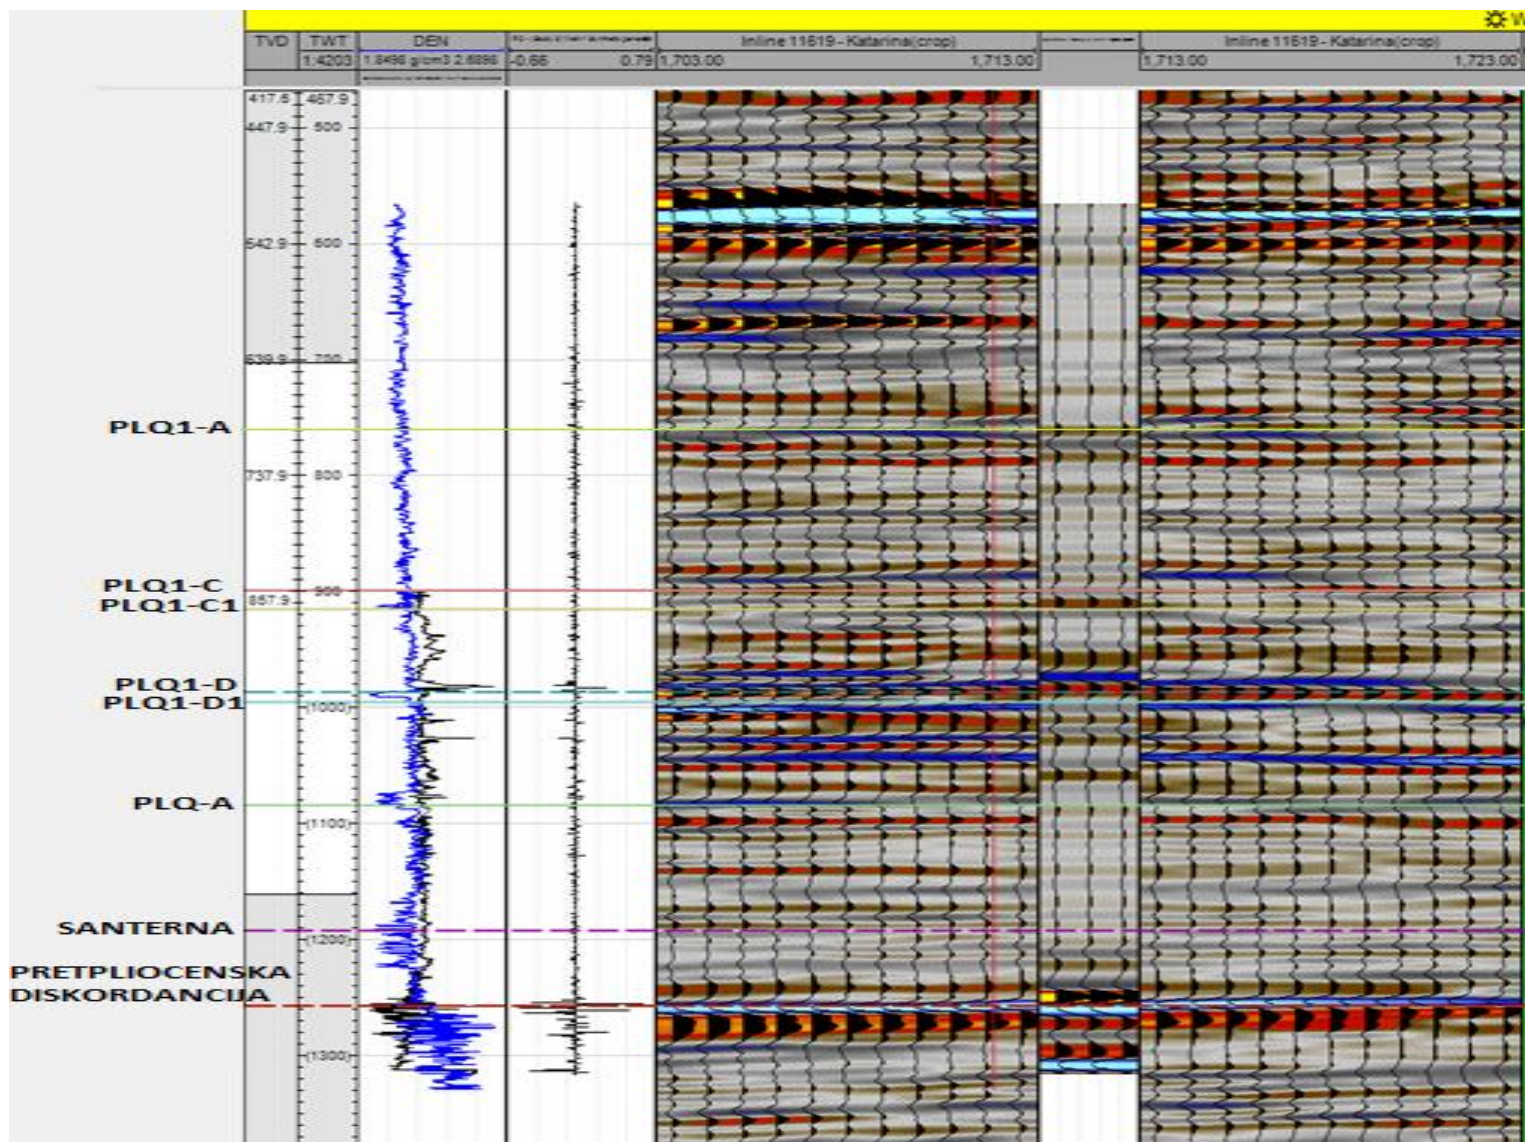 W
TVD TWT DEN Inline 11619 - Katarina(crop) Inline 11619 - Katarina(crop)
1:4203 1.8498 g/cm3 2.6898 -0.66 0.79 1,703.00 1,713.00 1,713.00 1,723.00
417.6 467.9
447.9 500
542.9 600
639.9 700
PLQ1-A
737.9 800
PLQ1-C 900
PLQ1-C1 857.9
PLQ1-D
PLQ1-D1 (1000)
PLQ-A
(1100)
SANTERNA
(1200)
PRETPLIOCENSKA
DISKORDANCIJA
(1300)